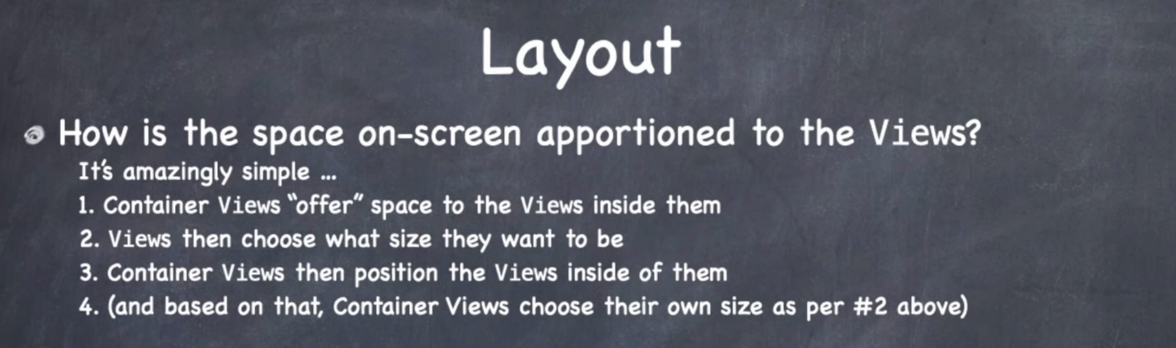 Layout
How is the space on-screen apportioned to the Views?
It's amazingly simple ...
1. Container Views “offer” space to the Views inside them
2. Views then choose what size they want to be
3. Container Views then position the Views inside of them
4. (and based on that, Container Views choose their own size as per #2 above)